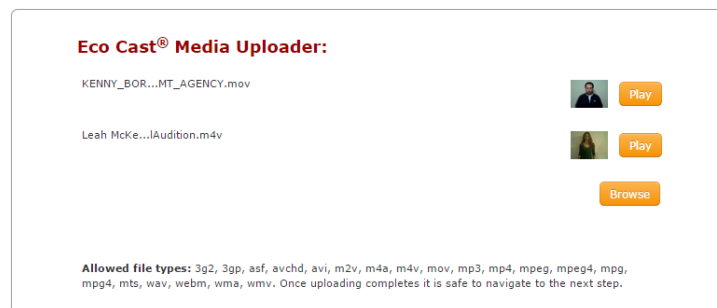 Eco Cast® Media Uploader:
KENNY_BOR...MT_AGENCY.mov
Play
Leah McKe...lAudition.m4v
Play
Browse
Allowed file types: 3g2, 3gp, asf, avchd, avi, m2v, m4a, m4v, mov, mp3, mp4, mpeg, mpeg4, mpg,
mpg4, mts, wav, webm, wma, wmv. Once uploading completes it is safe to navigate to the next step.